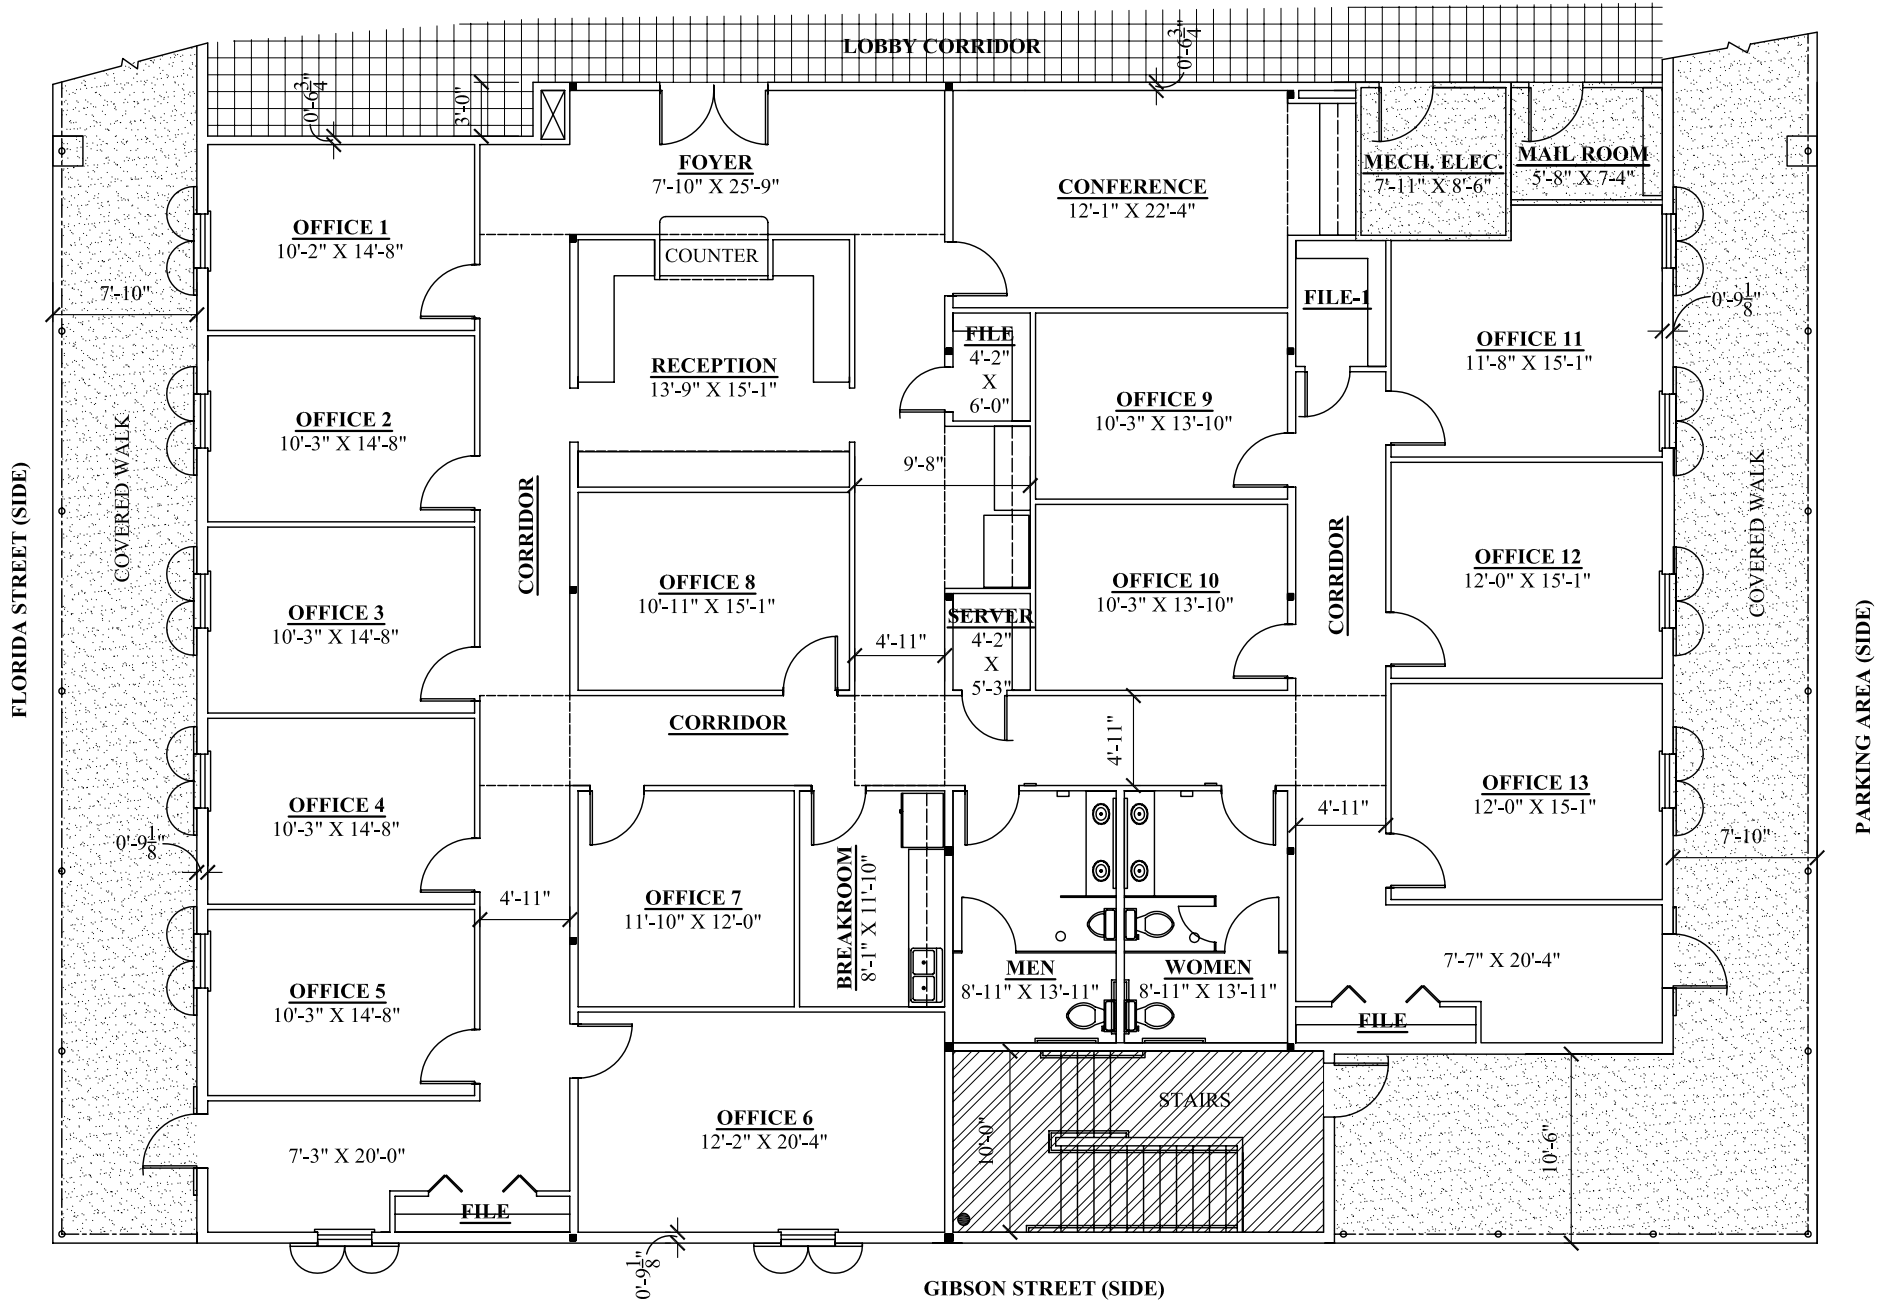 LOBBY CORRIDOR
0'-6 3/4"
0'-6 3/4"
3'-0"
FOYER
7'-10" X 25'-9"
CONFERENCE
12'-1" X 22'-4"
MECH. ELEC.
7'-11" X 8'-6"
MAIL ROOM
5'-8" X 7-4"
OFFICE 1
10'-2" X 14'-8"
COUNTER
7'-10"
FILE-1
0'-9 1/8"
OFFICE 11
11'-8" X 15'-1"
FILE
4'-2"
X
6'-0"
RECEPTION
13'-9" X 15'-1"
OFFICE 9
10'-3" X 13'-10"
OFFICE 2
10'-3" X 14'-8"
9'-8"
COVERED WALK
COVERED WALK
FLORIDA STREET (SIDE)
CORRIDOR
CORRIDOR
OFFICE 12
12'-0" X 15'-1"
OFFICE 8
10'-11" X 15'-1"
OFFICE 10
10'-3" X 13'-10"
OFFICE 3
10'-3" X 14'-8"
SERVER
4'-2"
X
5'-3"
4'-11"
PARKING AREA (SIDE)
CORRIDOR
4'-11"
OFFICE 13
12'-0" X 15'-1"
OFFICE 4
10'-3" X 14'-8"
4'-11"
7'-10"
0'-9 1/8"
4'-11"
OFFICE 7
11'-10" X 12'-0"
BREAKROOM
8'-1" X 11'-10"
MEN
8'-11" X 13'-11"
WOMEN
8'-11" X 13'-11"
7'-7" X 20'-4"
OFFICE 5
10'-3" X 14'-8"
FILE
STAIRS
OFFICE 6
12'-2" X 20'-4"
10'-0"
10'-6"
7'-3" X 20'-0"
FILE
0'-9 1/8"
GIBSON STREET (SIDE)